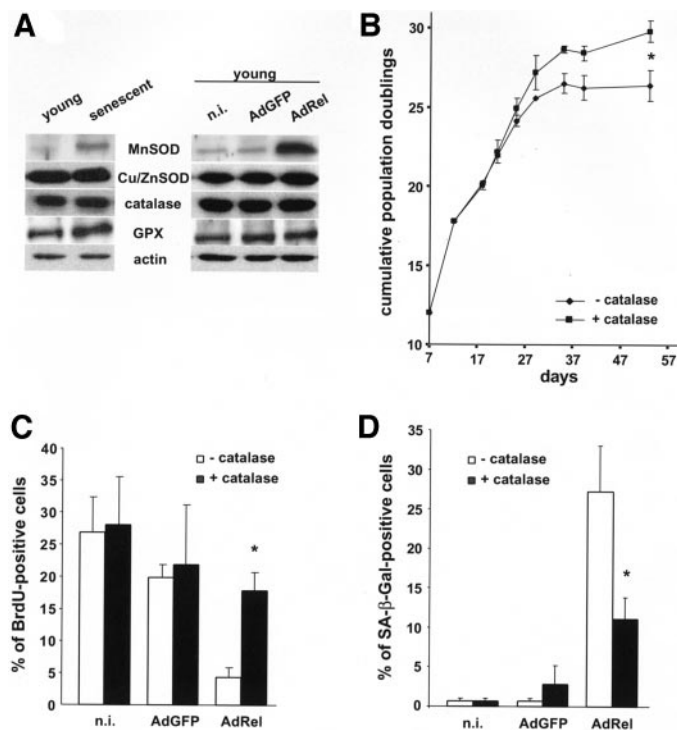 A
young
senescent
young
n.i.
AdGFP
AdRel
MnSOD
Cu/ZnSOD
catalase
GPX
actin
B
cumulative population doublings
30
25
20
15
10
7
17
27
37
47
57
days
*
- catalase
+ catalase
C
% of BrdU-positive cells
40
35
30
25
20
15
10
5
0
- catalase
+ catalase
*
n.i.
AdGFP
AdRel
D
% of SA-β-Gal-positive cells
35
30
25
20
15
10
5
0
- catalase
+ catalase
*
n.i.
AdGFP
AdRel